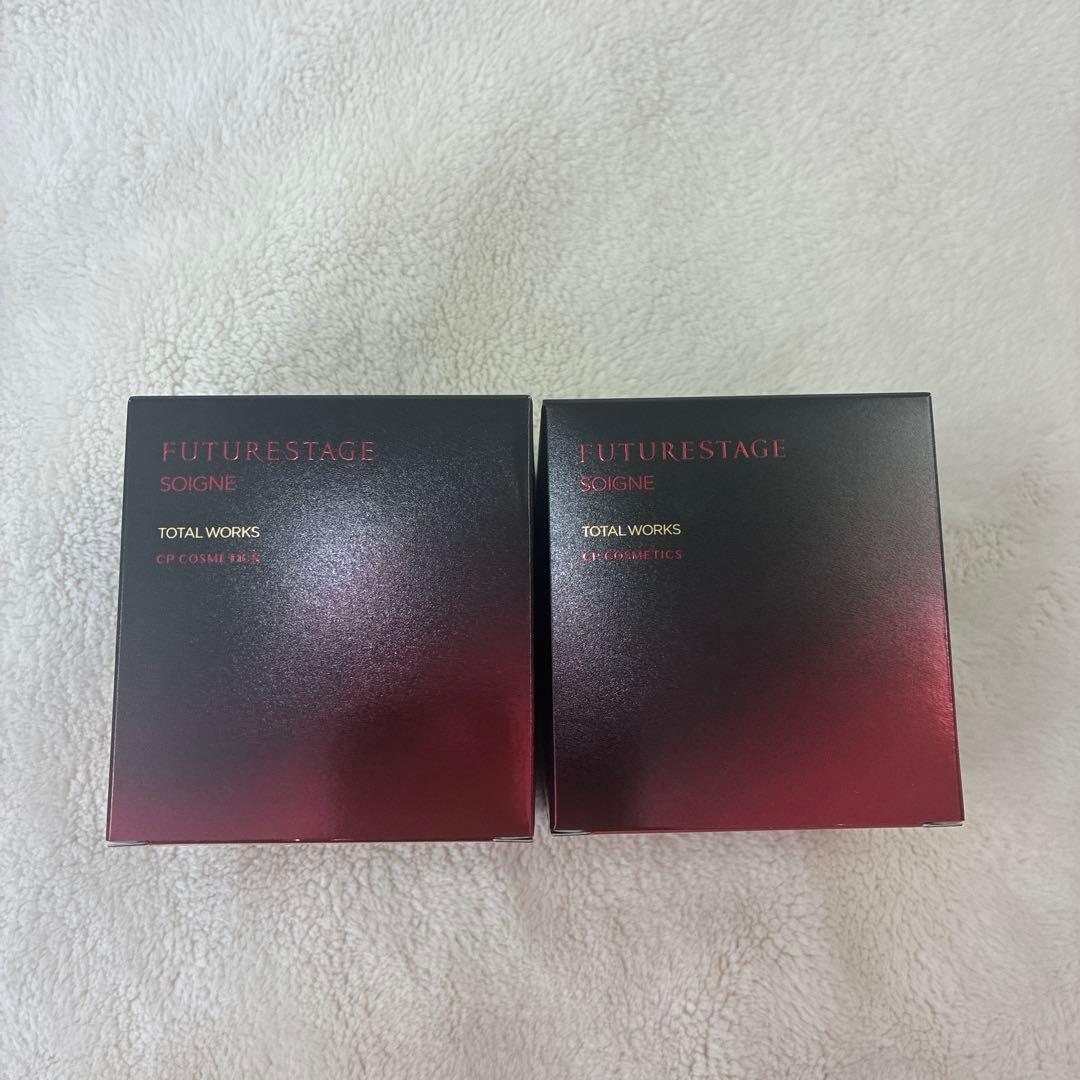 FUTURESTAGE
SOIGNE
TOTAL WORKS
CP COSMETICS
FUTURESTAGE
SOIGNE
TOTAL WORKS
CP COSMETICS